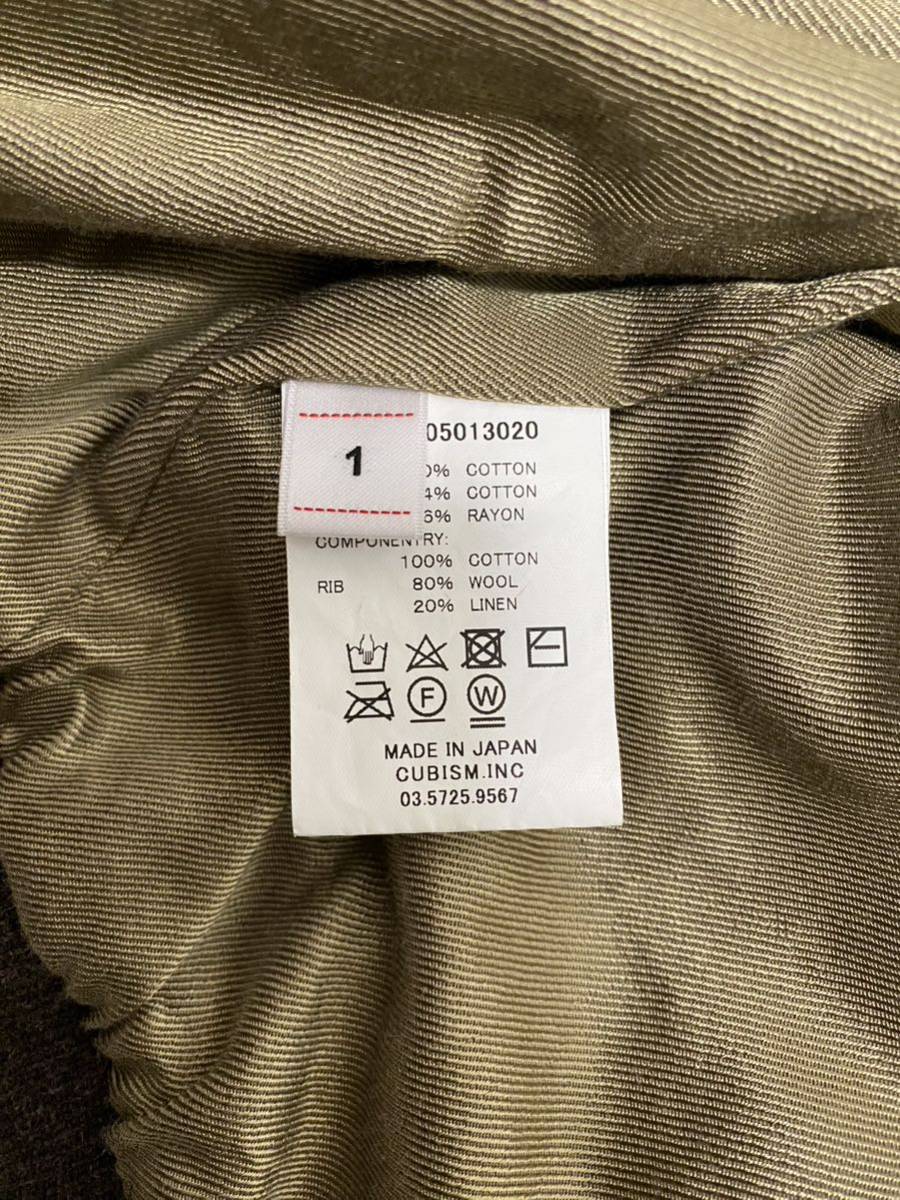 1
05013020
0% COTTON
4% COTTON
6% RAYON
COMPONENTRY:
100% COTTON
RIB 80% WOOL
20% LINEN
F W
MADE IN JAPAN
CUBISM.INC
03.5725.9567